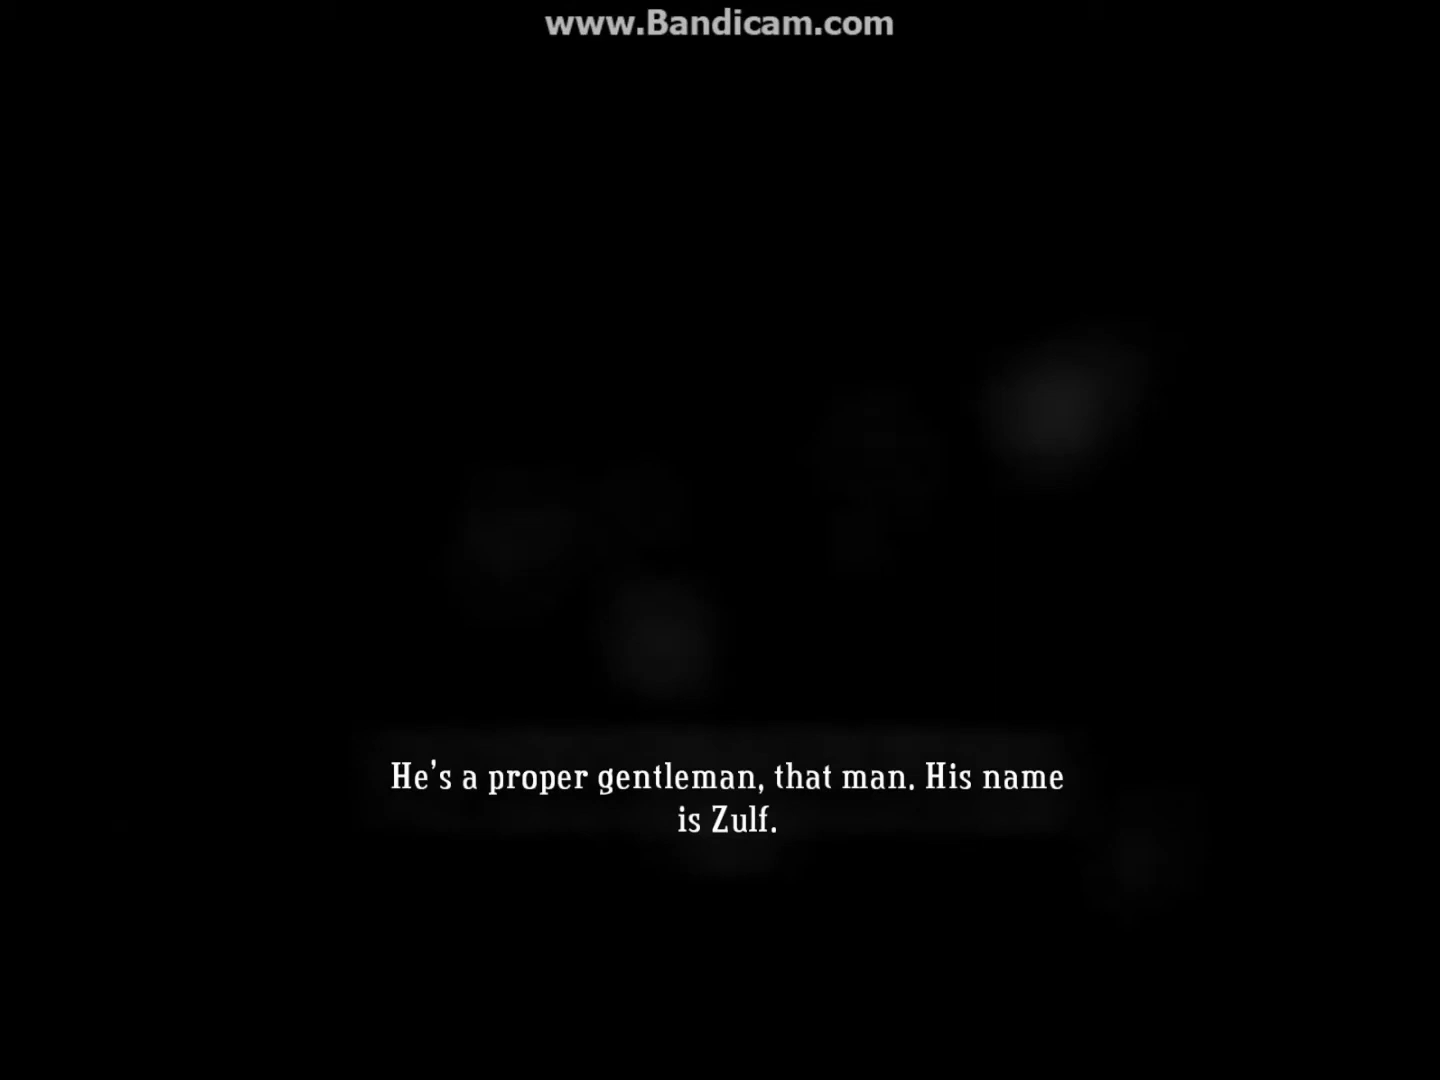 www.Bandicam.com
He's a proper gentleman, that man. His name
is Zulf.